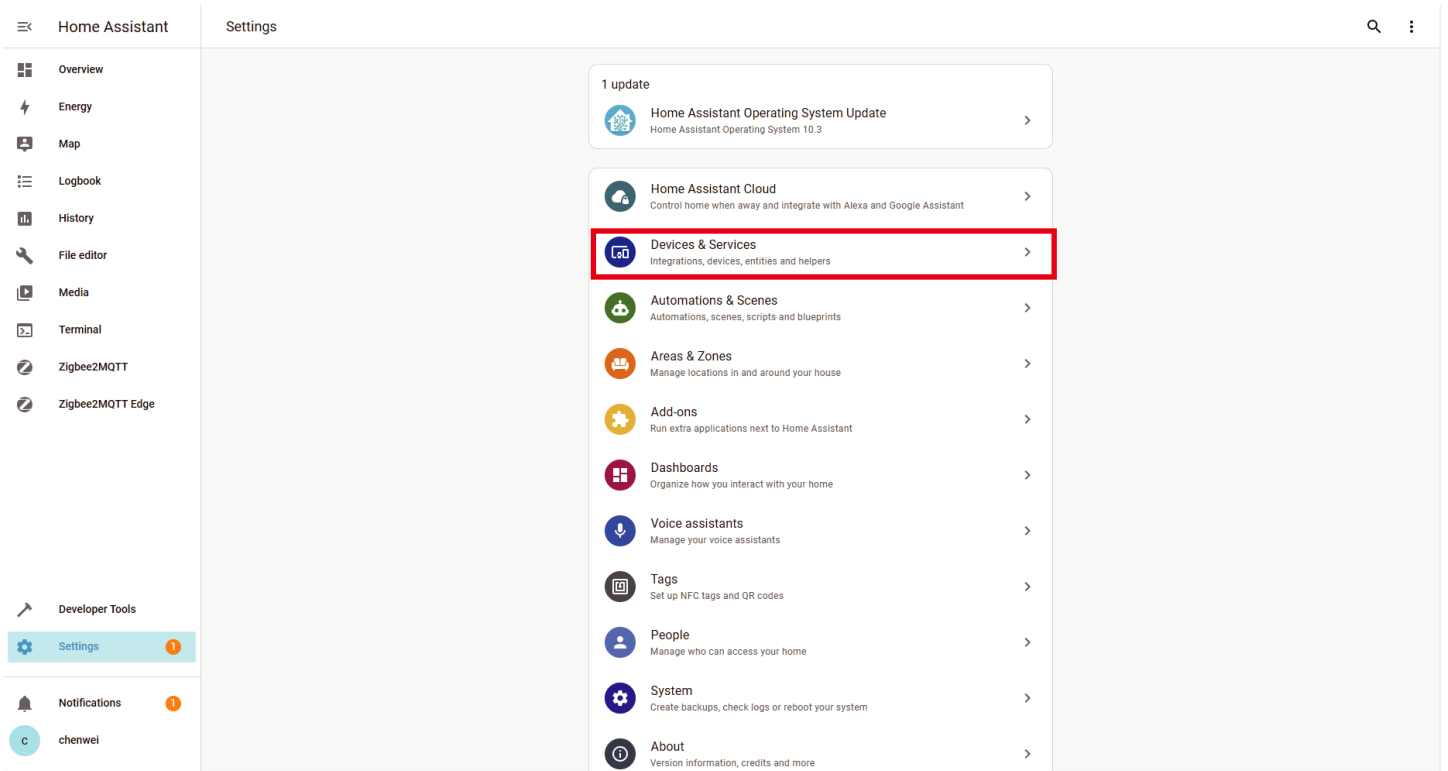 Home Assistant
Settings
Overview
Energy
Map
Logbook
History
File editor
Media
Terminal
Zigbee2MQTT
Zigbee2MQTT Edge
Developer Tools
Settings 1
Notifications 1
c chenwei
1 update
Home Assistant Operating System Update
Home Assistant Operating System 10.3
Home Assistant Cloud
Control home when away and integrate with Alexa and Google Assistant
Devices & Services
Integrations, devices, entities and helpers
Automations & Scenes
Automations, scenes, scripts and blueprints
Areas & Zones
Manage locations in and around your house
Add-ons
Run extra applications next to Home Assistant
Dashboards
Organize how you interact with your home
Voice assistants
Manage your voice assistants
Tags
Set up NFC tags and QR codes
People
Manage who can access your home
System
Create backups, check logs or reboot your system
About
Version information, credits and more